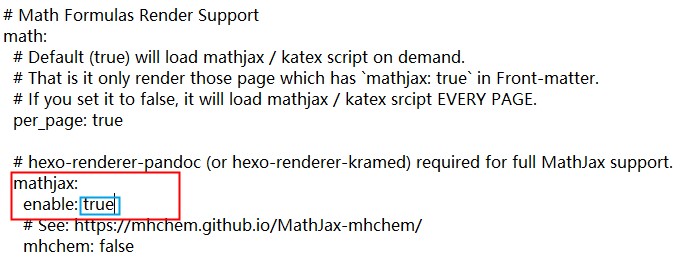 # Math Formulas Render Support
math:
# Default (true) will load mathjax / katex script on demand.
# That is it only render those page which has `mathjax: true` in Front-matter.
# If you set it to false, it will load mathjax / katex srcipt EVERY PAGE.
per_page: true
# hexo-renderer-pandoc (or hexo-renderer-kramed) required for full MathJax support.
mathjax:
enable: true
# See: https://mhchem.github.io/MathJax-mhchem/
mhchem: false